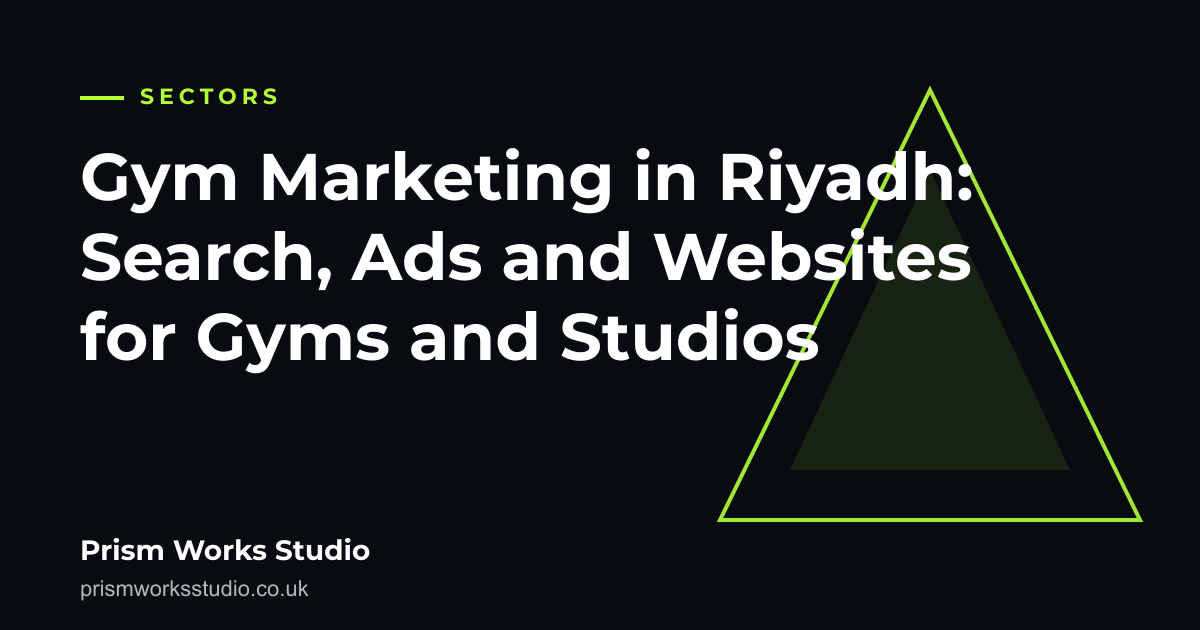 SECTORS
Gym Marketing in Riyadh:
Search, Ads and Websites
for Gyms and Studios
Prism Works Studio
prismworksstudio.co.uk